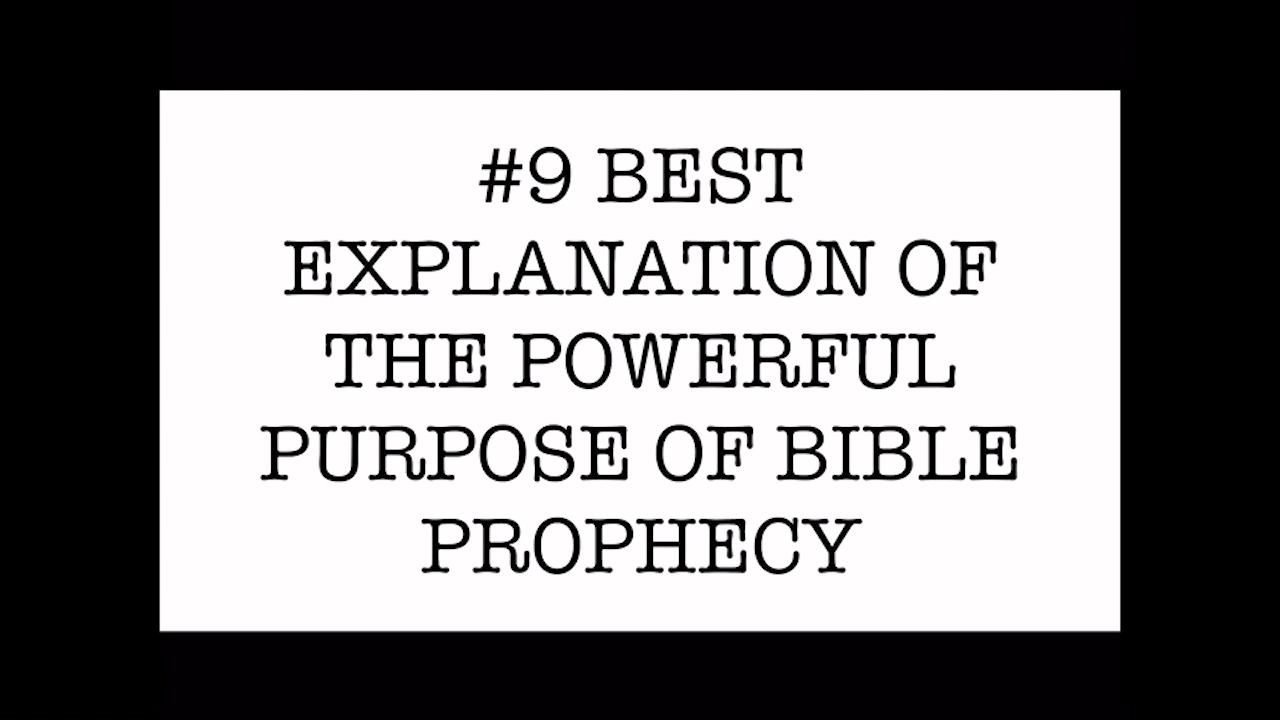 #9 BEST
EXPLANATION OF
THE POWERFUL
PURPOSE OF BIBLE
PROPHECY